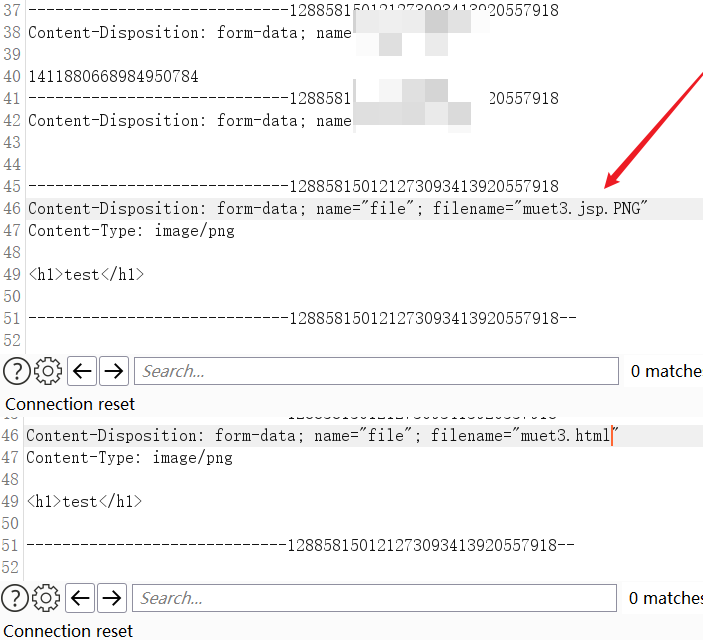 37 -----------------------------128858150121273093413920557918
38 Content-Disposition: form-data; name
39
40 1411880668984950784
41 -----------------------------1288581 20557918
42 Content-Disposition: form-data; name
43
44
45 -----------------------------128858150121273093413920557918
46 Content-Disposition: form-data; name="file"; filename="muet3.jsp.PNG"
47 Content-Type: image/png
48
49 <h1>test</h1>
50
51 -----------------------------128858150121273093413920557918--
52
? Search... 0 matches
Connection reset
46 Content-Disposition: form-data; name="file"; filename="muet3.html"
47 Content-Type: image/png
48
49 <h1>test</h1>
50
51 -----------------------------128858150121273093413920557918--
52
? Search... 0 matches
Connection reset